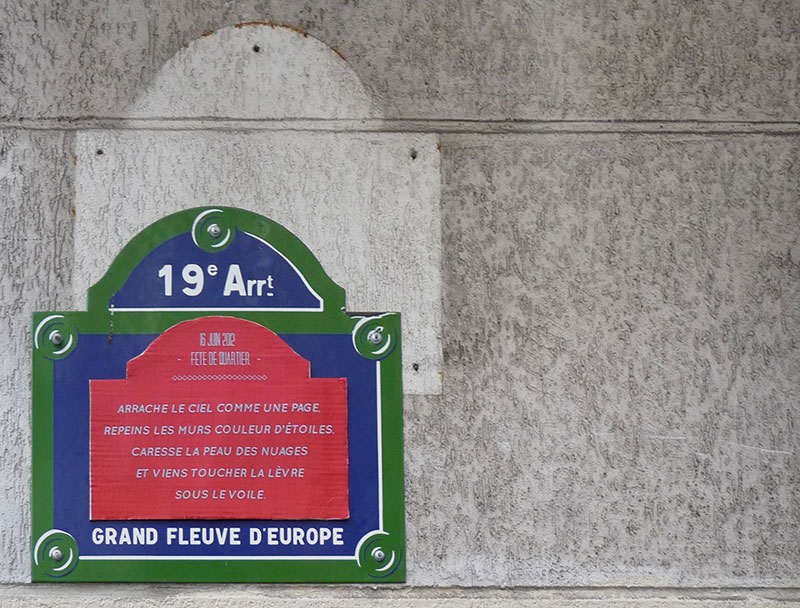 19e Arrt
16 JUIN 2012
- FETE DE QUARTIER -
ARRACHE LE CIEL COMME UNE PAGE,
REPEINS LES MURS COULEUR D'ÉTOILES,
CARESSE LA PEAU DES NUAGES
ET VIENS TOUCHER LA LÈVRE
SOUS LE VOILE.
GRAND FLEUVE D'EUROPE